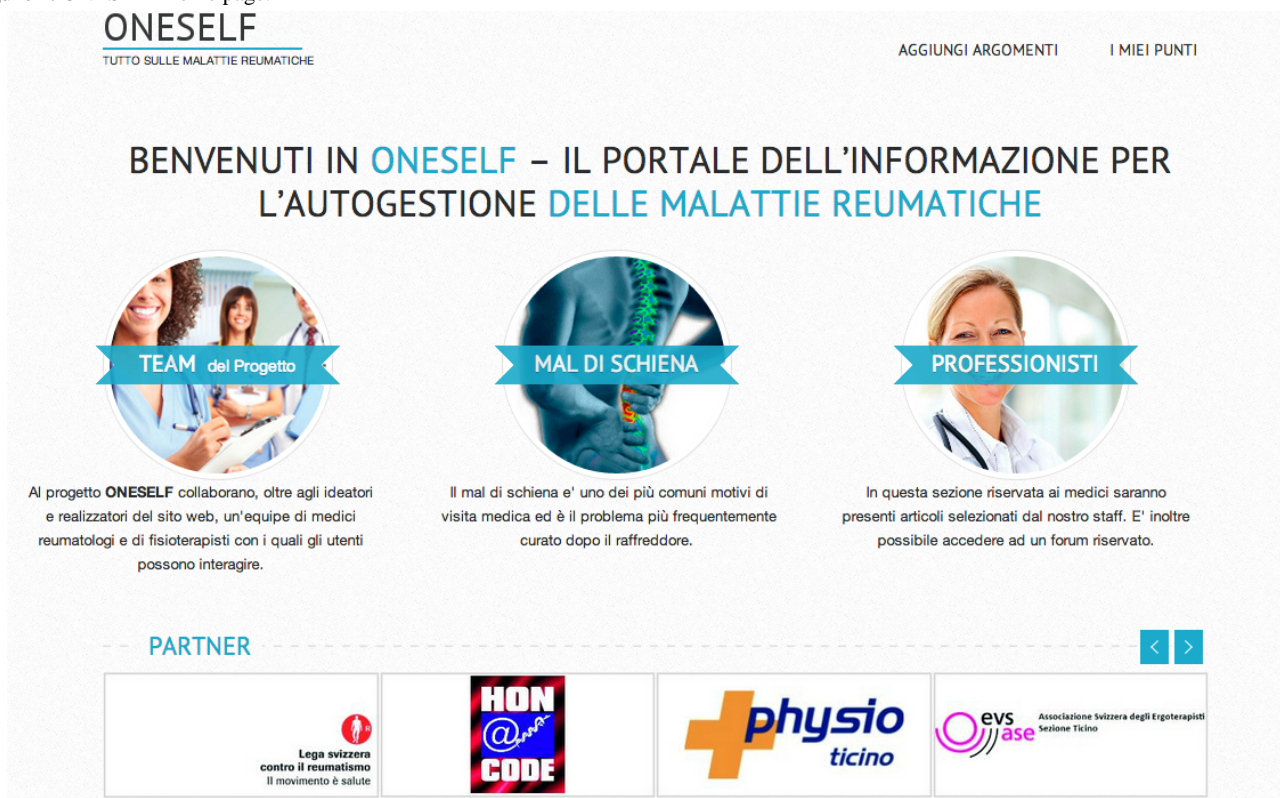 ONESELF
TUTTO SULLE MALATTIE REUMATICHE
AGGIUNGI ARGOMENTI
I MIEI PUNTI
BENVENUTI IN ONESELF – IL PORTALE DELL'INFORMAZIONE PER
L'AUTOGESTIONE DELLE MALATTIE REUMATICHE
TEAM del Progetto
Al progetto ONESELF collaborano, oltre agli ideatori
e realizzatori del sito web, un'equipe di medici
reumatologi e di fisioterapisti con i quali gli utenti
possono interagire.
MAL DI SCHIENA
Il mal di schiena e' uno dei più comuni motivi di
visita medica ed è il problema più frequentemente
curato dopo il raffreddore.
PROFESSIONISTI
In questa sezione riservata ai medici saranno
presenti articoli selezionati dal nostro staff. E' inoltre
possibile accedere ad un forum riservato.
PARTNER
Lega svizzera
contro il reumatismo
Il movimento è salute
HON
@
CODE
physio
ticino
evs
ase
Associazione Svizzera degli Ergoterapisti
Sezione Ticino